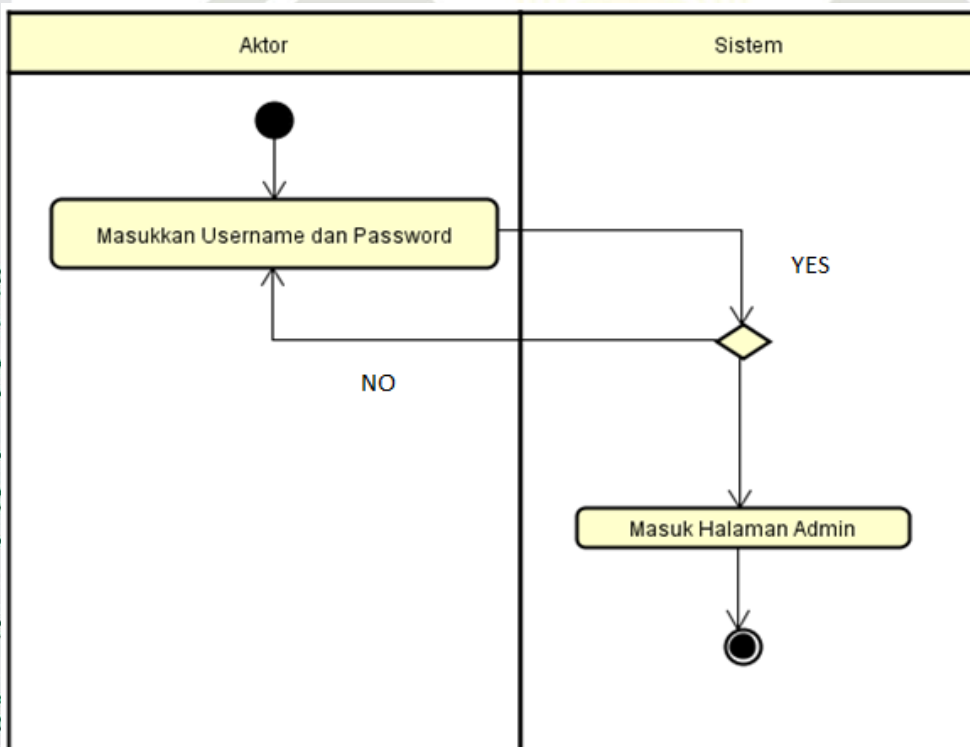 Aktor
Sistem
Masukkan Username dan Password
YES
NO
Masuk Halaman Admin